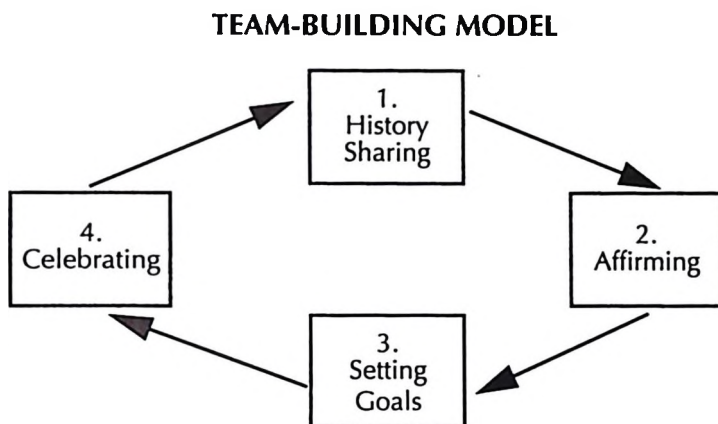 TEAM-BUILDING MODEL
1.
History
Sharing
2.
Affirming
3.
Setting
Goals
4.
Celebrating